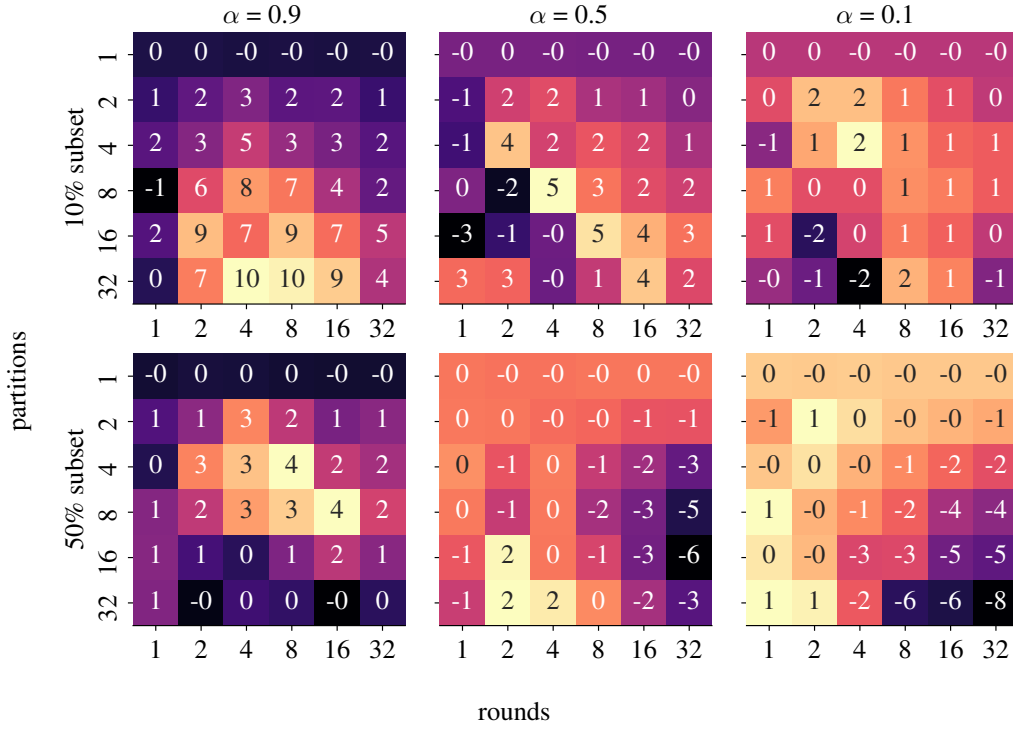 α = 0.9 α = 0.5 α = 0.1
partitions
10% subset
1 0 0 -0 -0 -0 -0 -0 0 -0 -0 -0 -0 0 0 -0 -0 -0 -0
2 1 2 3 2 2 1 -1 2 2 1 1 0 0 2 2 1 1 0
4 2 3 5 3 3 2 -1 4 2 2 2 1 -1 1 2 1 1 1
8 -1 6 8 7 4 2 0 -2 5 3 2 2 1 0 0 1 1 1
16 2 9 7 9 7 5 -3 -1 -0 5 4 3 1 -2 0 1 1 0
32 0 7 10 10 9 4 3 3 -0 1 4 2 -0 -1 -2 2 1 -1
1 2 4 8 16 32 1 2 4 8 16 32 1 2 4 8 16 32
50% subset
1 -0 0 0 0 -0 -0 0 -0 -0 -0 0 -0 0 -0 -0 -0 -0 -0
2 1 1 3 2 1 1 0 0 0 -0 -1 -1 -1 1 0 -0 -0 -1
4 0 3 3 4 2 2 0 -1 0 -1 -2 -3 -0 0 -0 -1 -2 -2
8 1 2 3 3 4 2 0 -1 0 -2 -3 -5 1 -0 -1 -2 -4 -4
16 1 1 0 1 2 1 -1 2 0 -1 -3 -6 0 -0 -3 -3 -5 -5
32 1 -0 0 0 -0 0 -1 2 2 0 -2 -3 1 1 -2 -6 -6 -8
1 2 4 8 16 32 1 2 4 8 16 32 1 2 4 8 16 32
rounds